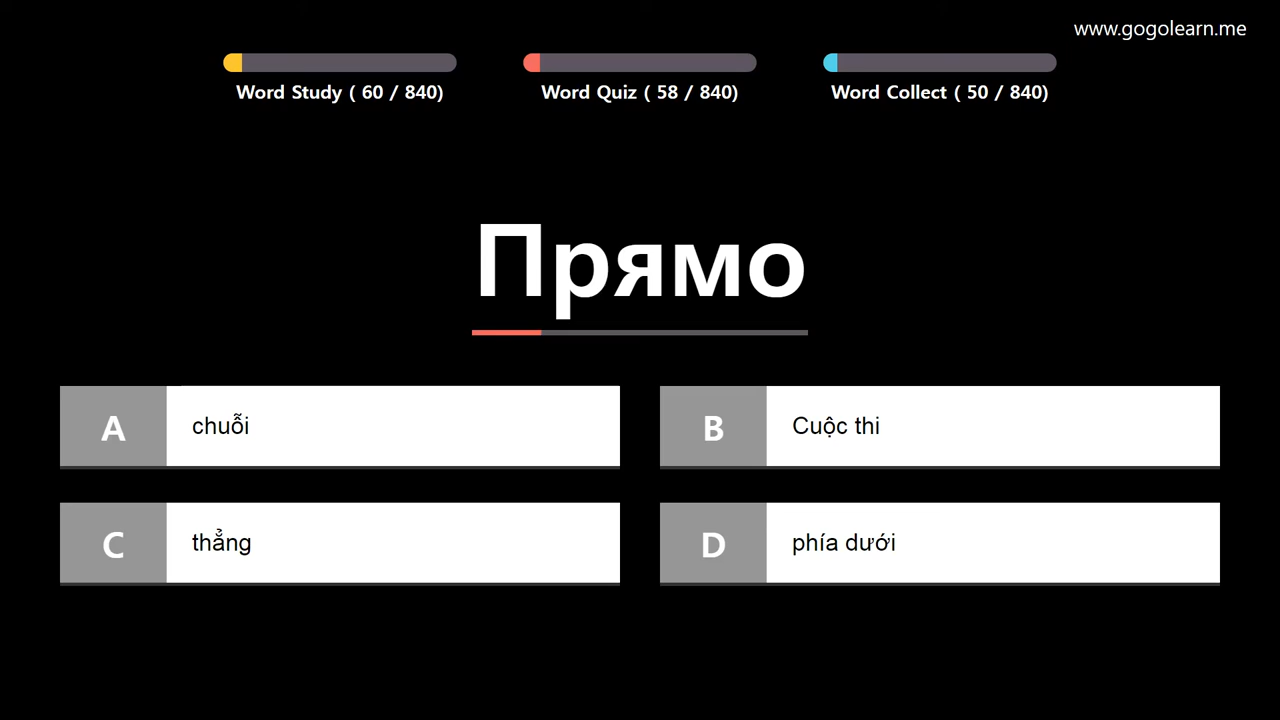 www.gogolearn.me
Word Study ( 60 / 840)
Word Quiz ( 58 / 840)
Word Collect ( 50 / 840)
Прямо
A chuỗi
B Cuộc thi
C thẳng
D phía dưới